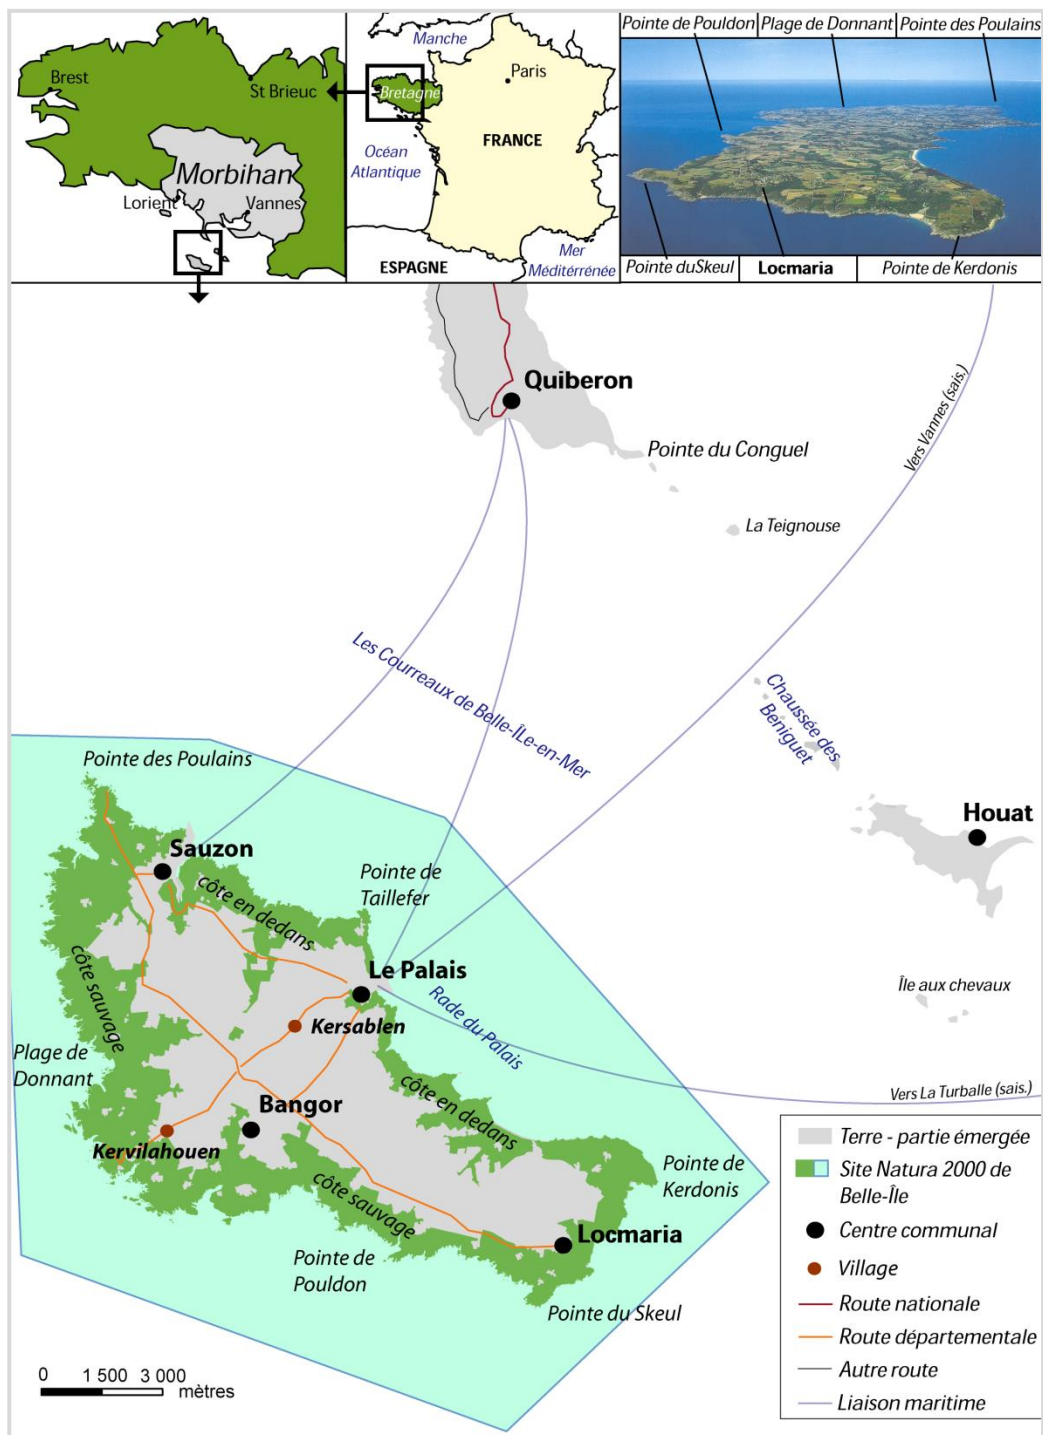 Brest
St Brieuc
Morbihan
Lorient
Vannes
Manche
Paris
Bretagne
FRANCE
Océan
Atlantique
ESPAGNE
Mer
Méditérrénée
Pointe de Pouldon
Plage de Donnant
Pointe des Poulains
Pointe duSkeul
Locmaria
Pointe de Kerdonis
Quiberon
Pointe du Conguel
La Teignouse
Vers Vannes (sais.)
Les Courreaux de Belle-ÎLe-en-Mer
Chaussée des
Béniguet
Houat
Île aux chevaux
Pointe des Poulains
Sauzon
Pointe de
Taillefer
côte en dedans
côte sauvage
Le Palais
Rade du Palais
Kersablen
Plage de
Donnant
Bangor
Kervilahouen
côte en dedans
côte sauvage
Pointe de
Kerdonis
Locmaria
Pointe de
Pouldon
Pointe du Skeul
Vers La Turballe (sais.)
0 1 500 3 000
mètres
Terre - partie émergée
Site Natura 2000 de
Belle-Île
Centre communal
Village
Route nationale
Route départementale
Autre route
Liaison maritime